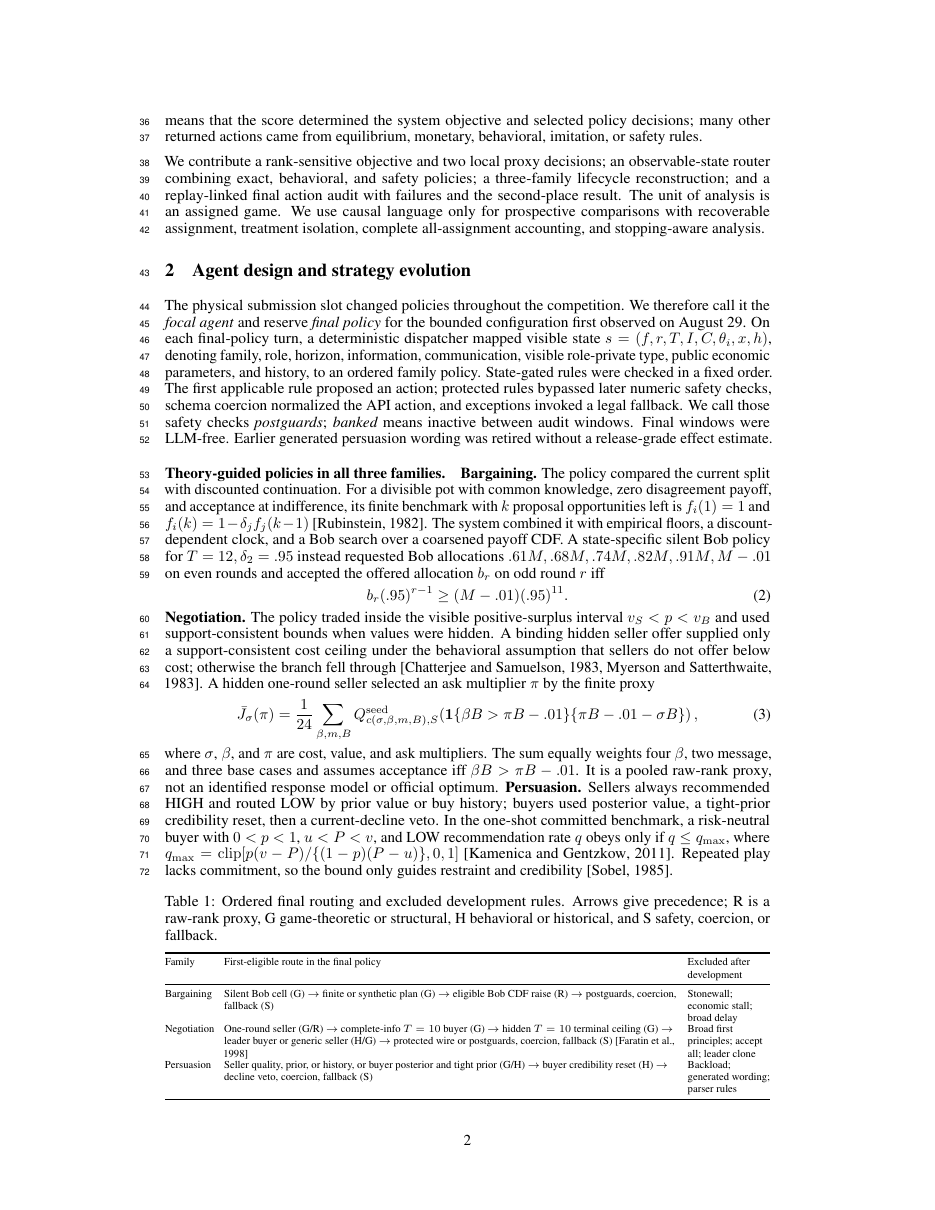 36 means that the score determined the system objective and selected policy decisions; many other
37 returned actions came from equilibrium, monetary, behavioral, imitation, or safety rules.
38 We contribute a rank-sensitive objective and two local proxy decisions; an observable-state router
39 combining exact, behavioral, and safety policies; a three-family lifecycle reconstruction; and a
40 replay-linked final action audit with failures and the second-place result. The unit of analysis is
41 an assigned game. We use causal language only for prospective comparisons with recoverable
42 assignment, treatment isolation, complete all-assignment accounting, and stopping-aware analysis.
43 2 Agent design and strategy evolution
44 The physical submission slot changed policies throughout the competition. We therefore call it the
45 focal agent and reserve final policy for the bounded configuration first observed on August 29. On
46 each final-policy turn, a deterministic dispatcher mapped visible state s = (f, r, T, I, C, θᵢ, x, h),
47 denoting family, role, horizon, information, communication, visible role-private type, public economic
48 parameters, and history, to an ordered family policy. State-gated rules were checked in a fixed order.
49 The first applicable rule proposed an action; protected rules bypassed later numeric safety checks,
50 schema coercion normalized the API action, and exceptions invoked a legal fallback. We call those
51 safety checks postguards; banked means inactive between audit windows. Final windows were
52 LLM-free. Earlier generated persuasion wording was retired without a release-grade effect estimate.
53 Theory-guided policies in all three families. Bargaining. The policy compared the current split
54 with discounted continuation. For a divisible pot with common knowledge, zero disagreement payoff,
55 and acceptance at indifference, its finite benchmark with k proposal opportunities left is fᵢ(1) = 1 and
56 fᵢ(k) = 1−δⱼfⱼ(k−1) [Rubinstein, 1982]. The system combined it with empirical floors, a discount-
57 dependent clock, and a Bob search over a coarsened payoff CDF. A state-specific silent Bob policy
58 for T = 12, δ₂ = .95 instead requested Bob allocations .61M, .68M, .74M, .82M, .91M, M − .01
59 on even rounds and accepted the offered allocation bᵣ on odd round r iff
bᵣ(.95)ʳ⁻¹ ≥ (M − .01)(.95)¹¹. (2)
60 Negotiation. The policy traded inside the visible positive-surplus interval v_S < p < v_B and used
61 support-consistent bounds when values were hidden. A binding hidden seller offer supplied only
62 a support-consistent cost ceiling under the behavioral assumption that sellers do not offer below
63 cost; otherwise the branch fell through [Chatterjee and Samuelson, 1983, Myerson and Satterthwaite,
64 1983]. A hidden one-round seller selected an ask multiplier π by the finite proxy
J̄_σ(π) = 1/24 ∑_{β,m,B} Q^{seed}_{c(σ,β,m,B),S}(1{βB > πB − .01}{πB − .01 − σB}) , (3)
65 where σ, β, and π are cost, value, and ask multipliers. The sum equally weights four β, two message,
66 and three base cases and assumes acceptance iff βB > πB − .01. It is a pooled raw-rank proxy,
67 not an identified response model or official optimum. Persuasion. Sellers always recommended
68 HIGH and routed LOW by prior value or buy history; buyers used posterior value, a tight-prior
69 credibility reset, then a current-decline veto. In the one-shot committed benchmark, a risk-neutral
70 buyer with 0 < p < 1, u < P < v, and LOW recommendation rate q obeys only if q ≤ q_max, where
71 q_max = clip[p(v − P)/{(1 − p)(P − u)}, 0, 1] [Kamenica and Gentzkow, 2011]. Repeated play
72 lacks commitment, so the bound only guides restraint and credibility [Sobel, 1985].
Table 1: Ordered final routing and excluded development rules. Arrows give precedence; R is a
raw-rank proxy, G game-theoretic or structural, H behavioral or historical, and S safety, coercion, or
fallback.
Family First-eligible route in the final policy Excluded after
development
Bargaining Silent Bob cell (G) → finite or synthetic plan (G) → eligible Bob CDF raise (R) → postguards, coercion, Stonewall;
fallback (S) economic stall;
broad delay
Negotiation One-round seller (G/R) → complete-info T = 10 buyer (G) → hidden T = 10 terminal ceiling (G) → Broad first
leader buyer or generic seller (H/G) → protected wire or postguards, coercion, fallback (S) [Faratin et al., principles; accept
1998] all; leader clone
Persuasion Seller quality, prior, or history, or buyer posterior and tight prior (G/H) → buyer credibility reset (H) → Backload;
decline veto, coercion, fallback (S) generated wording;
parser rules
2